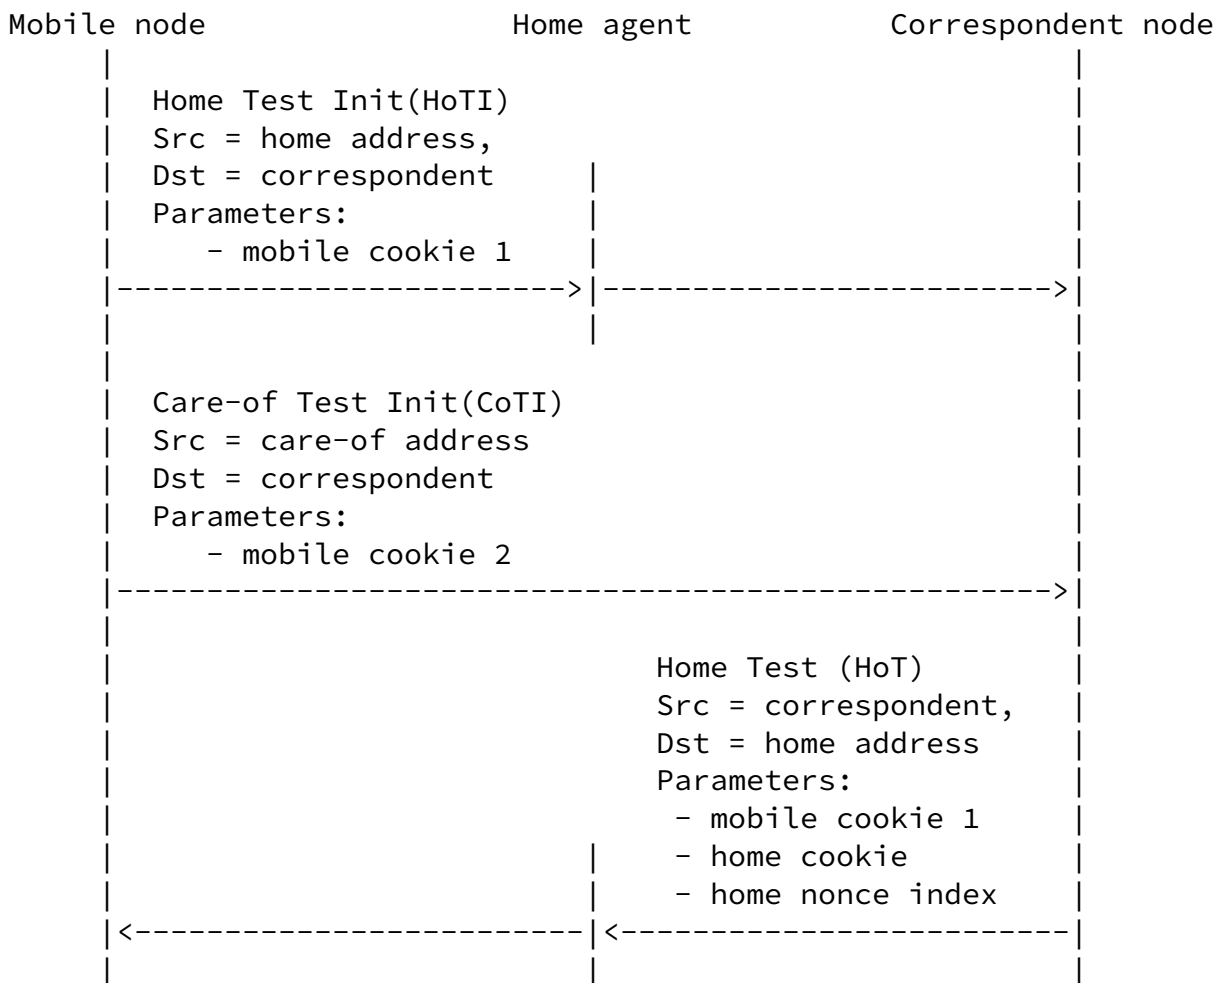 Mobile node Home agent Correspondent node
Home Test Init(HoTI)
Src = home address,
Dst = correspondent
Parameters:
- mobile cookie 1
Care-of Test Init(CoTI)
Src = care-of address
Dst = correspondent
Parameters:
- mobile cookie 2
Home Test (HoT)
Src = correspondent,
Dst = home address
Parameters:
- mobile cookie 1
- home cookie
- home nonce index